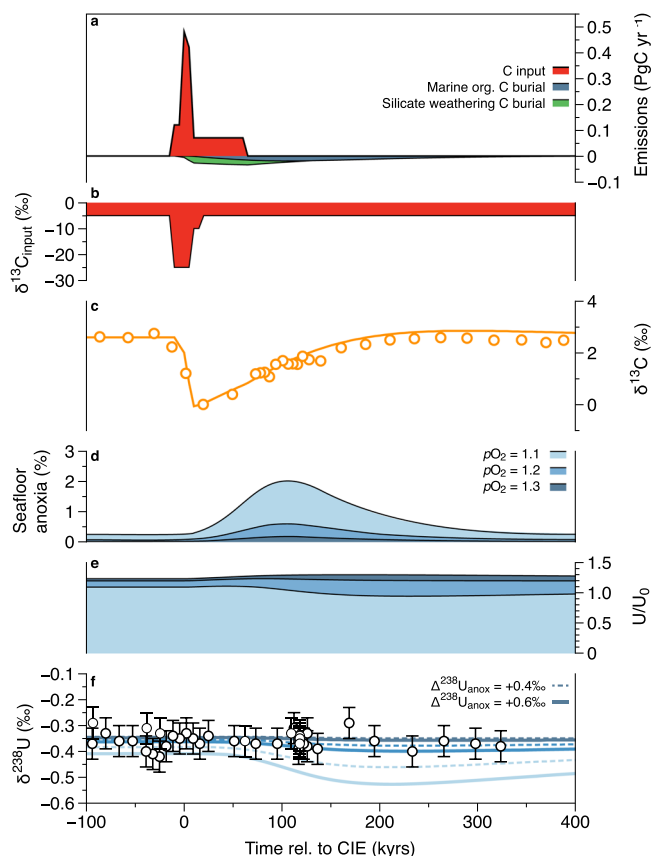 a
C input
Marine org. C burial
Silicate weathering C burial
0.5
0.4
0.3
0.2
0.1
0
−0.1
Emissions (PgC yr⁻¹)
b
0
−10
−20
−30
δ¹³C_input (‰)
c
4
2
0
δ¹³C (‰)
d
3
2
1
0
Seafloor
anoxia (%)
pO₂ = 1.1
pO₂ = 1.2
pO₂ = 1.3
e
1.5
1.0
0.5
0
U/U₀
f
−0.1
−0.2
−0.3
−0.4
−0.5
−0.6
δ²³⁸U (‰)
Δ²³⁸U_anox = +0.4‰
Δ²³⁸U_anox = +0.6‰
−100 0 100 200 300 400
Time rel. to CIE (kyrs)